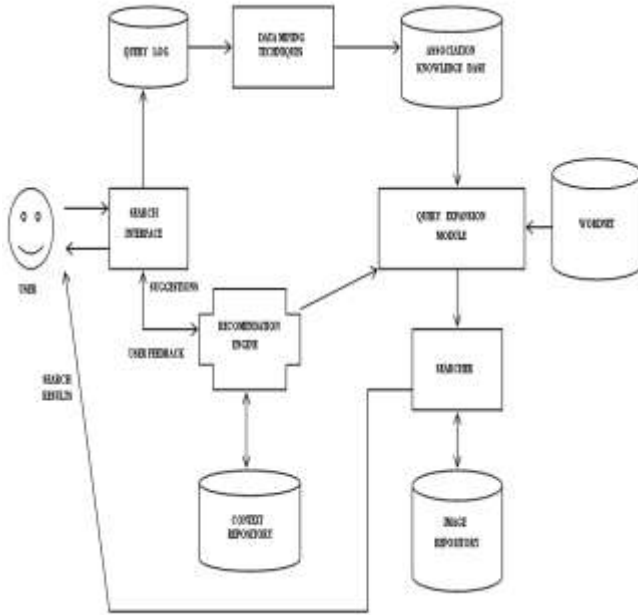 QUERY LOG
DATA MINING
TECHNIQUES
ASSOCIATION
KNOWLEDGE BASE
SEARCH
INTERFACE
QUERY EXPANSION
MODULE
WORDNET
USER
SUGGESTIONS
USER FEEDBACK
RECOMENDATION
ENGINE
SEARCHER
SEARCH
RESULTS
CONTEXT
REPOSITORY
IMAGE
REPOSITORY